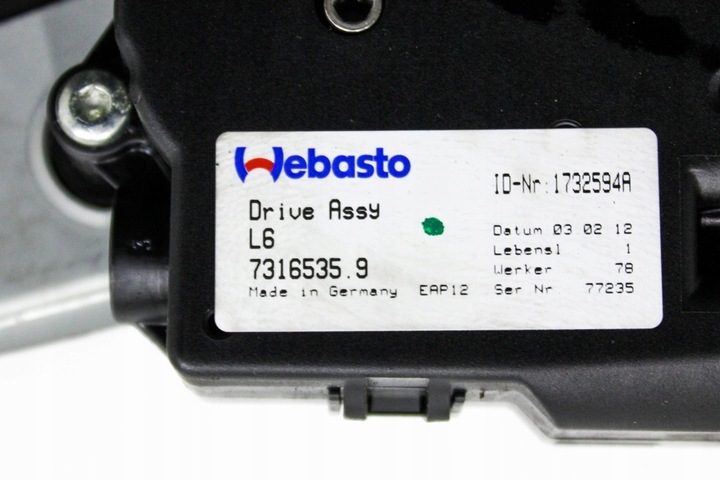 Webasto
ID-Nr:1732594A
Drive Assy
L6
7316535.9
Made in Germany EAP12
Datum 03 02 12
Lebensl 1
Werker 78
Ser Nr 77235